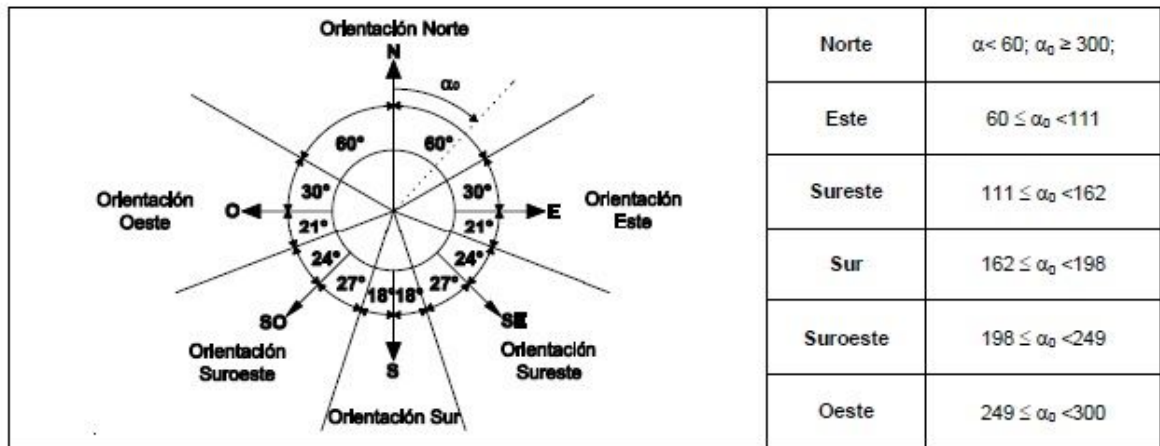 Orientación Norte
N
α₀
60° 60°
30° 30°
Orientación
Oeste
O
E
Orientación
Este
21° 21°
24° 24°
27° 27°
18° 18°
SO
SE
Orientación
Suroeste
S
Orientación
Sureste
Orientación Sur
Norte α< 60; α₀ ≥ 300;
Este 60 ≤ α₀ <111
Sureste 111 ≤ α₀ <162
Sur 162 ≤ α₀ <198
Suroeste 198 ≤ α₀ <249
Oeste 249 ≤ α₀ <300